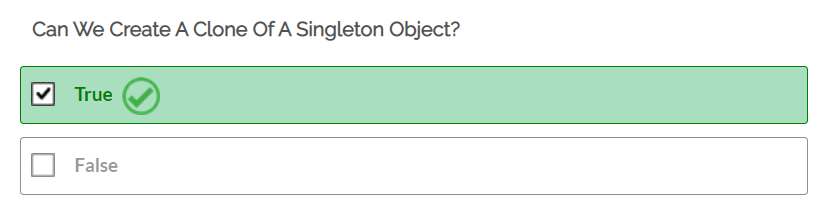 Can We Create A Clone Of A Singleton Object?
True
False